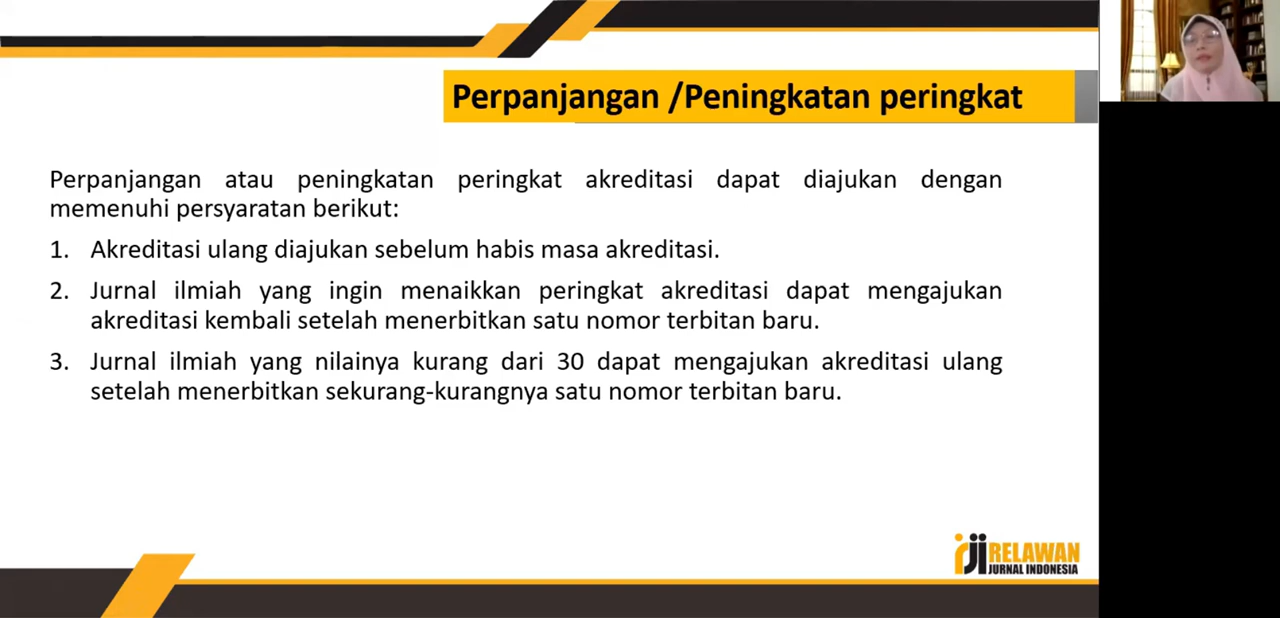 Perpanjangan /Peningkatan peringkat
Perpanjangan atau peningkatan peringkat akreditasi dapat diajukan dengan
memenuhi persyaratan berikut:
1. Akreditasi ulang diajukan sebelum habis masa akreditasi.
2. Jurnal ilmiah yang ingin menaikkan peringkat akreditasi dapat mengajukan
akreditasi kembali setelah menerbitkan satu nomor terbitan baru.
3. Jurnal ilmiah yang nilainya kurang dari 30 dapat mengajukan akreditasi ulang
setelah menerbitkan sekurang-kurangnya satu nomor terbitan baru.
rji RELAWAN
JURNAL INDONESIA